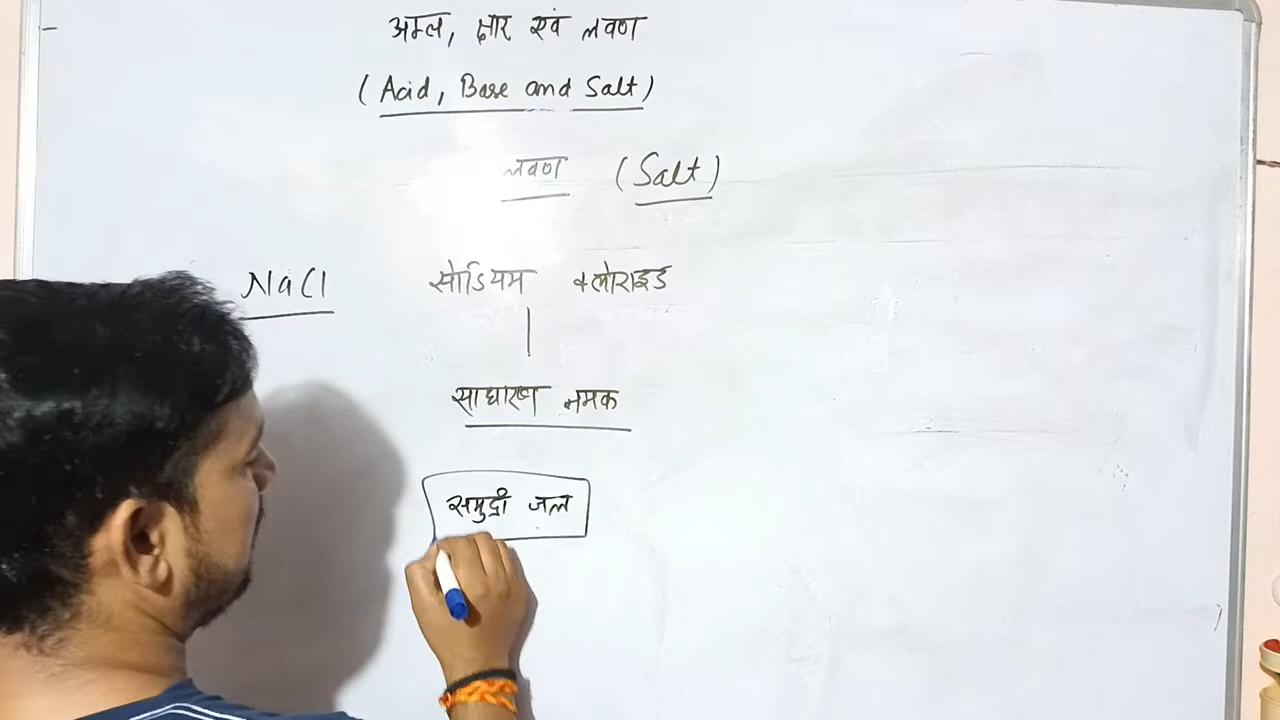 अम्ल, क्षार एवं लवण
(Acid, Base and Salt)
लवण (Salt)
NaCl सोडियम क्लोराइड
साधारण नमक
समुद्री जल